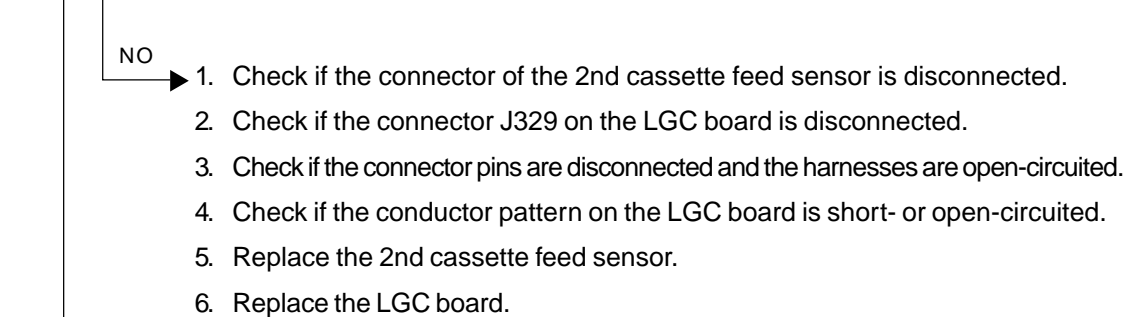 NO
1. Check if the connector of the 2nd cassette feed sensor is disconnected.
2. Check if the connector J329 on the LGC board is disconnected.
3. Check if the connector pins are disconnected and the harnesses are open-circuited.
4. Check if the conductor pattern on the LGC board is short- or open-circuited.
5. Replace the 2nd cassette feed sensor.
6. Replace the LGC board.